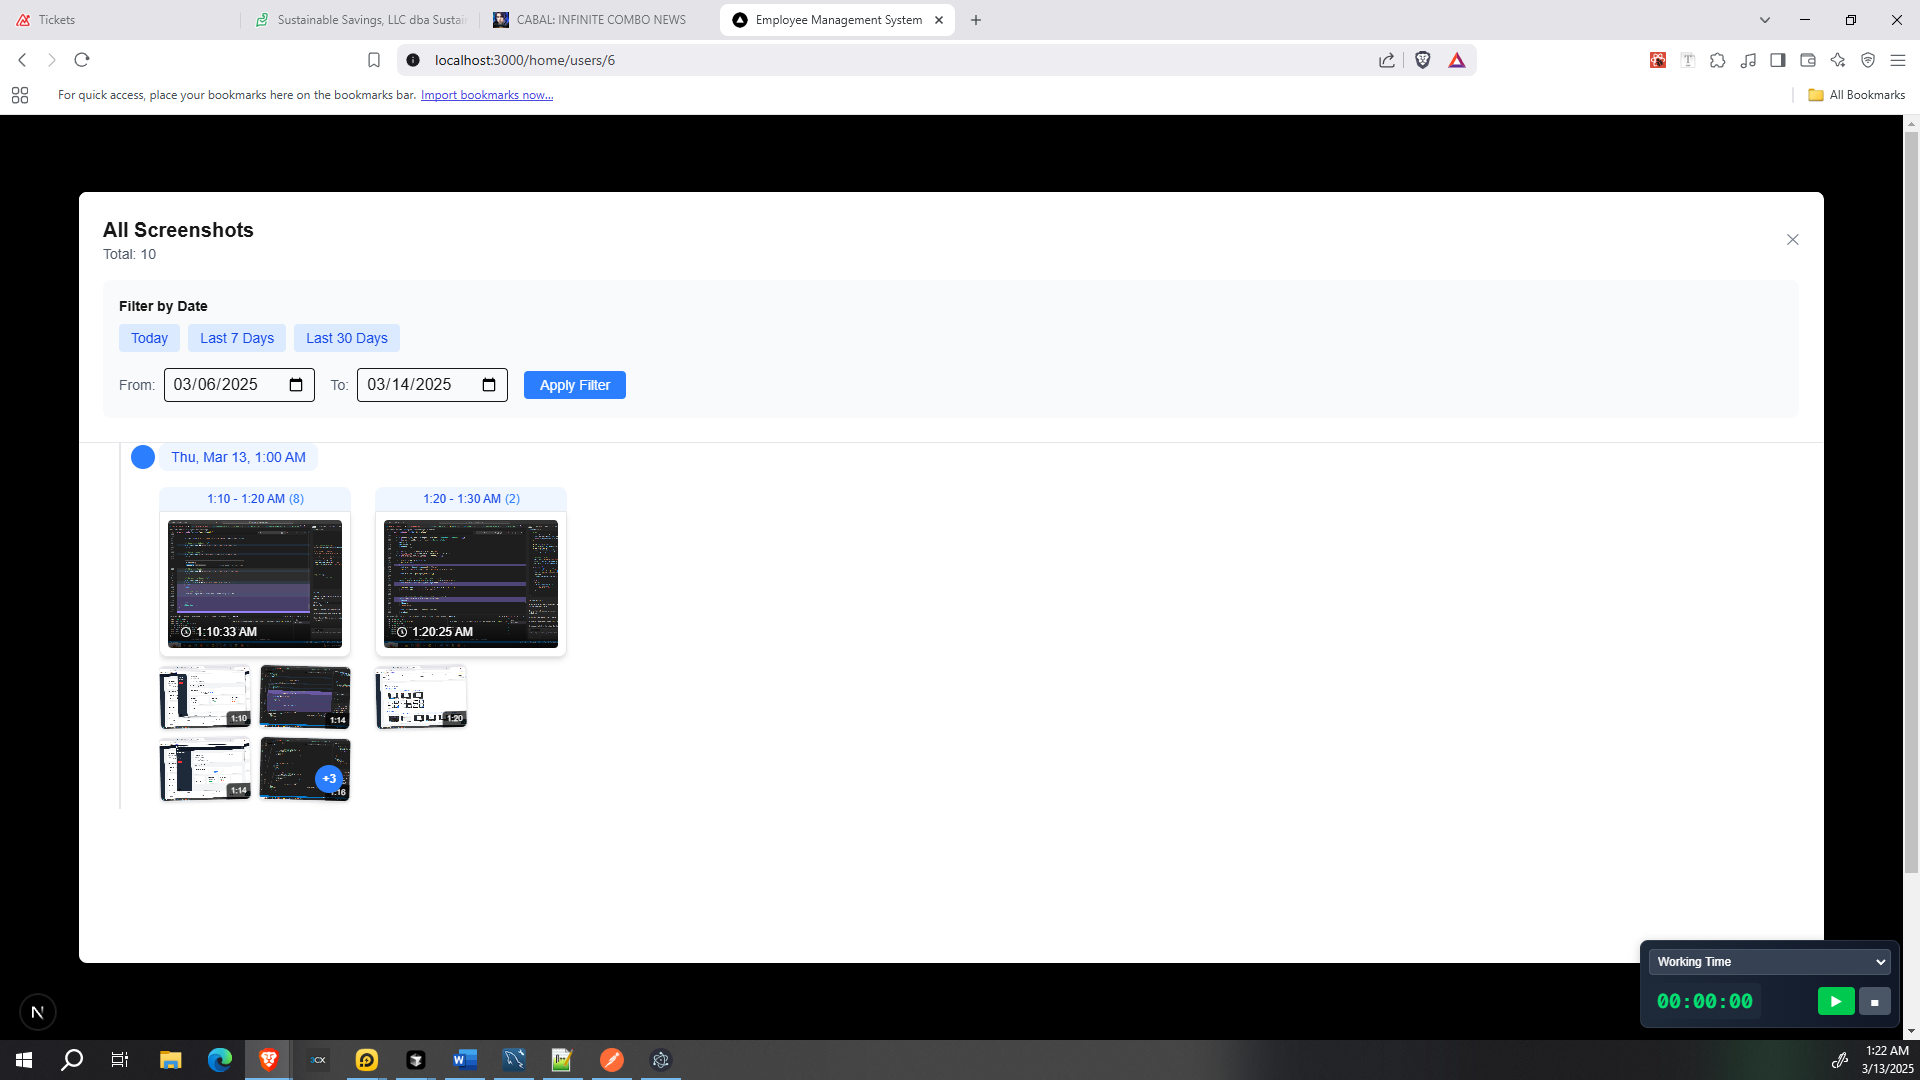 Tickets
Sustainable Savings, LLC dba Sustai
CABAL: INFINITE COMBO NEWS
Employee Management System
localhost:3000/home/users/6
For quick access, place your bookmarks here on the bookmarks bar. Import bookmarks now...
All Bookmarks
All Screenshots
Total: 10
Filter by Date
Today
Last 7 Days
Last 30 Days
From: 03/06/2025 To: 03/14/2025 Apply Filter
Thu, Mar 13, 1:00 AM
1:10 - 1:20 AM (8)
1:20 - 1:30 AM (2)
1:10:33 AM
1:20:25 AM
1:10
1:14
1:20
1:14
+3
1:16
Working Time
00:00:00
N
3CX
1:22 AM
3/13/2025